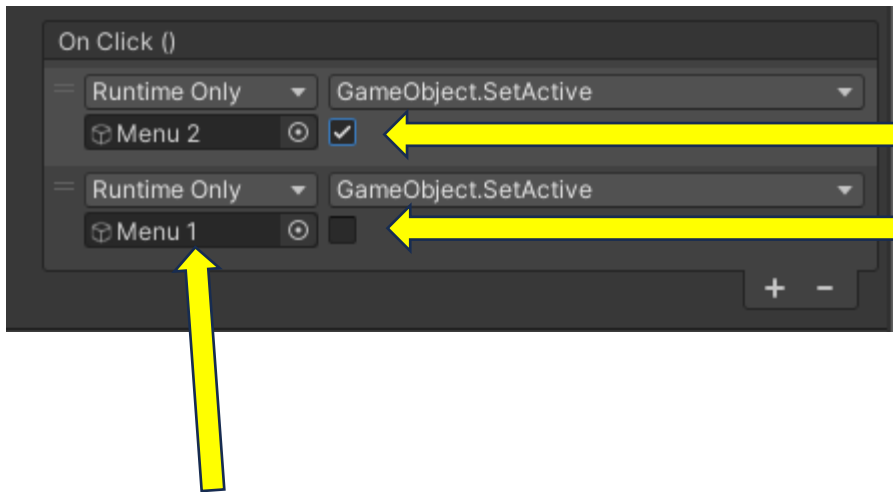 On Click ()
Runtime Only GameObject.SetActive
Menu 2
Runtime Only GameObject.SetActive
Menu 1
+ -